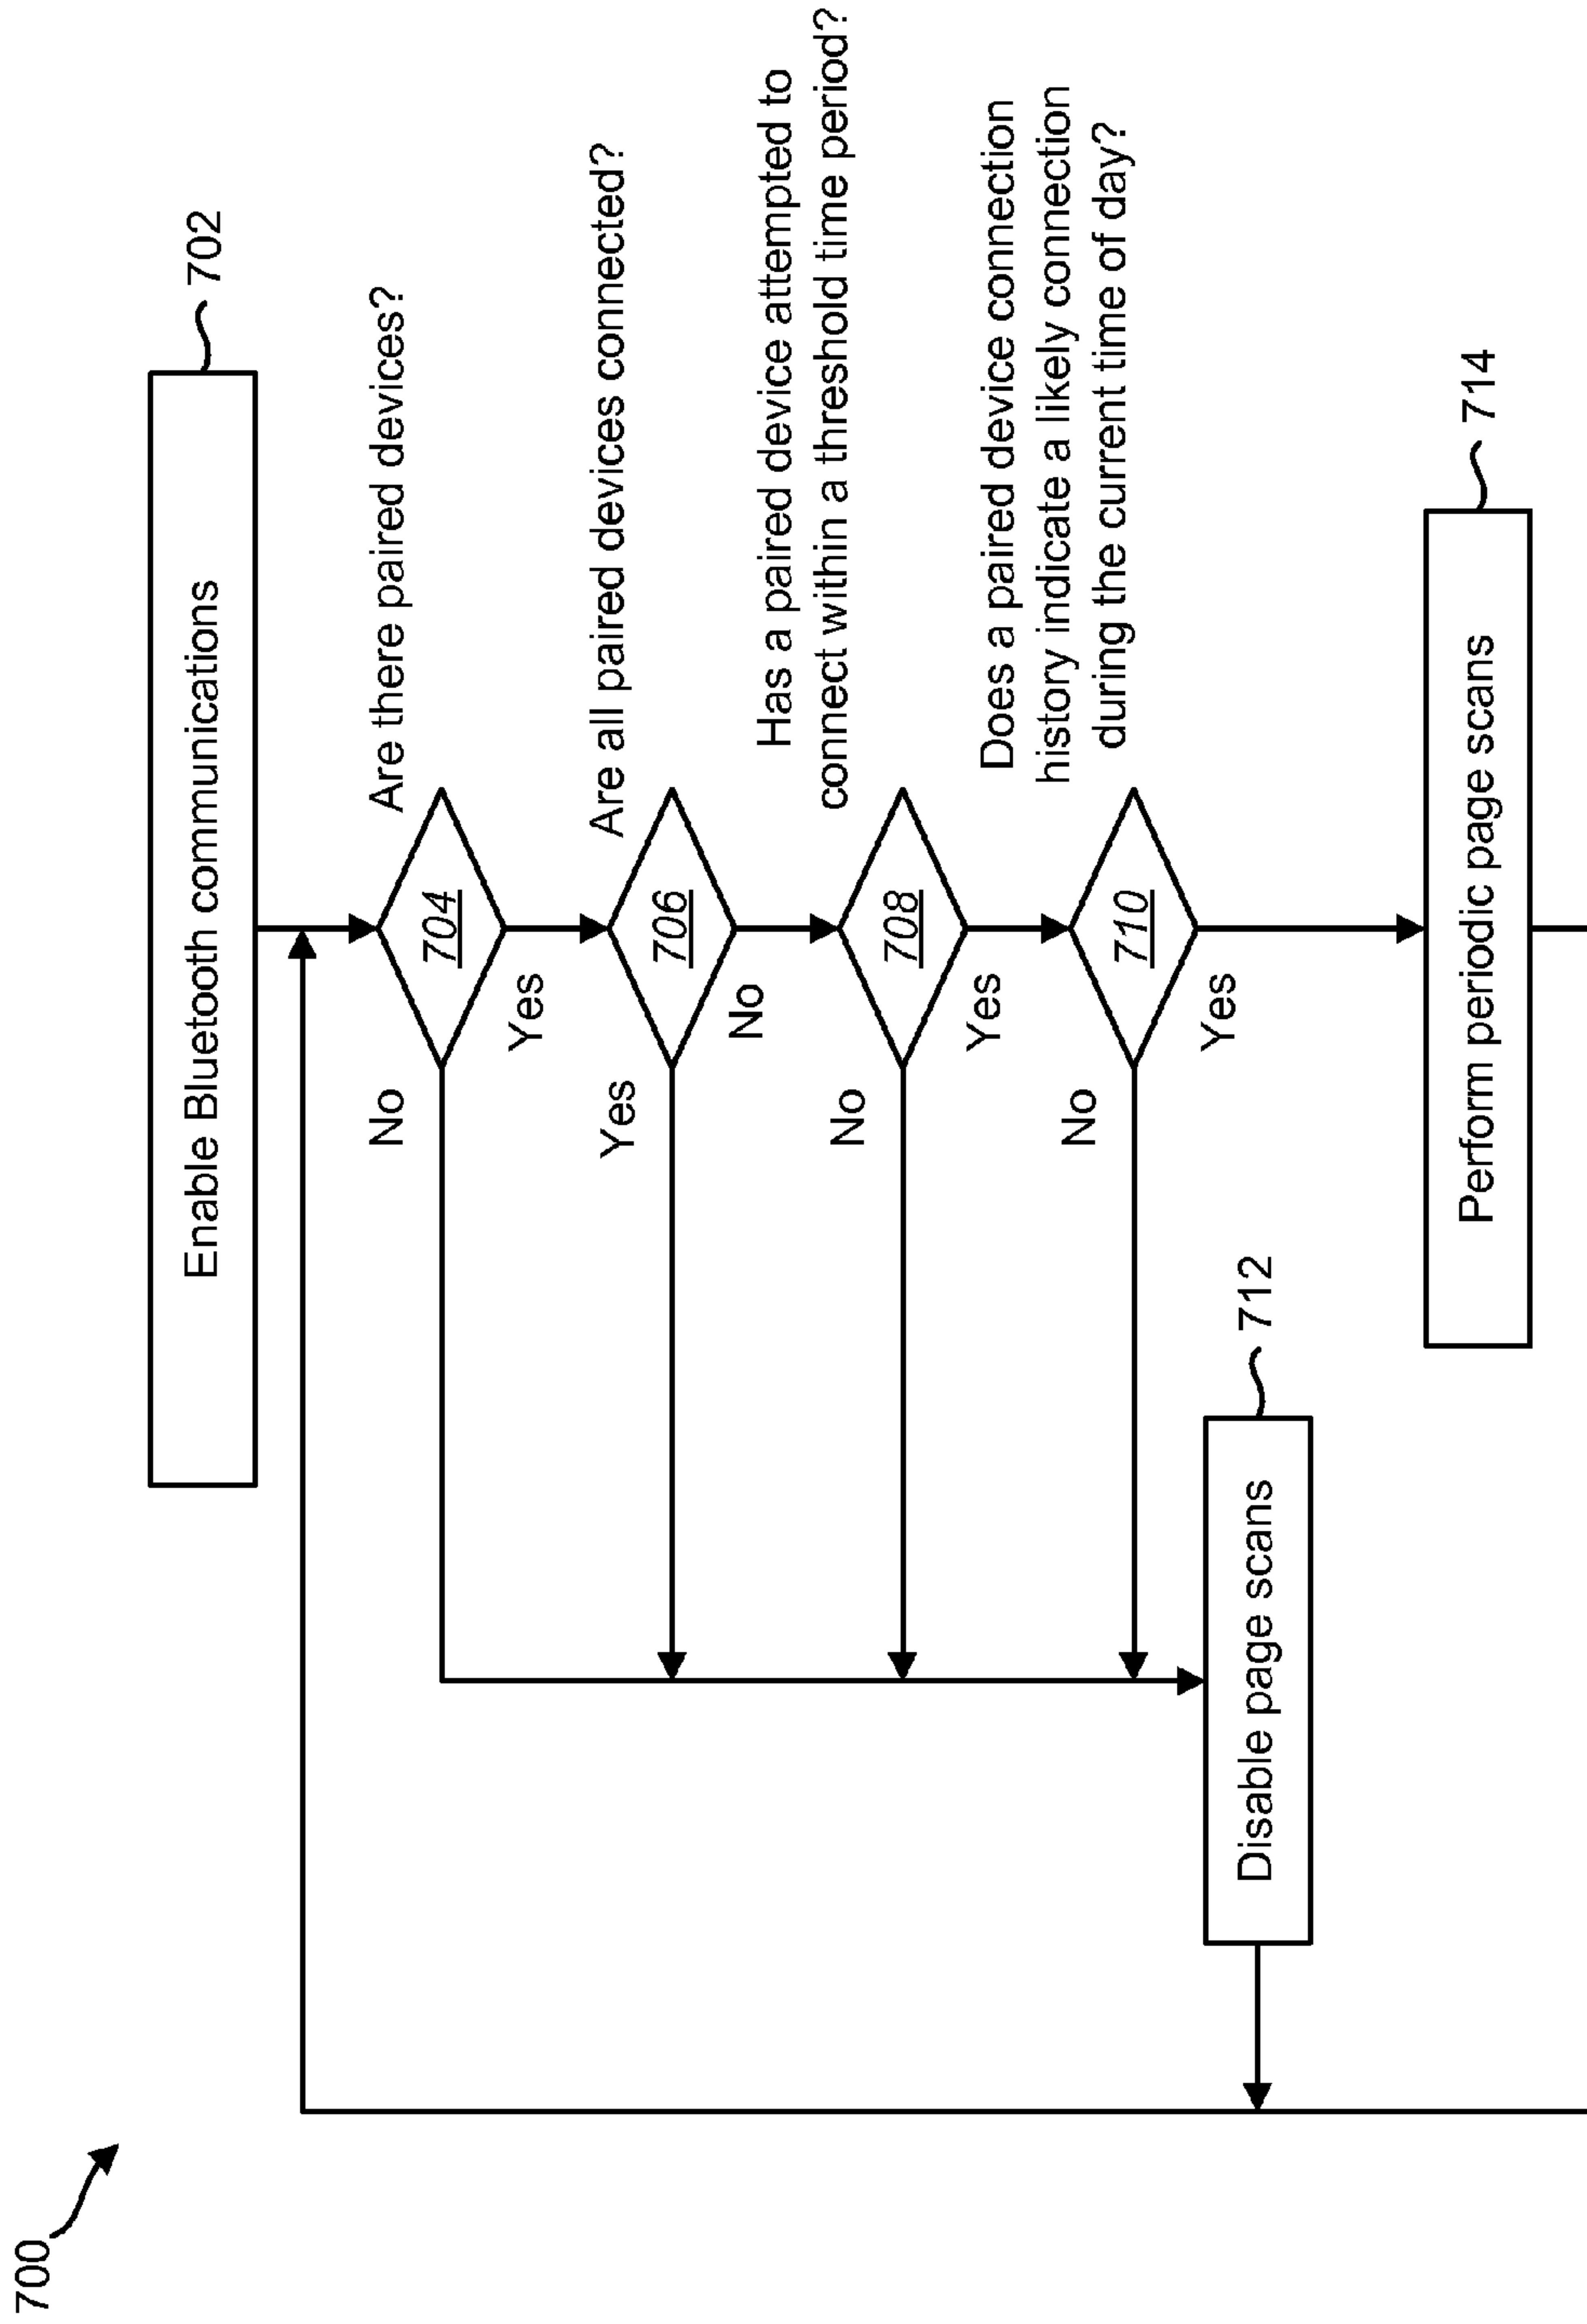 700
Enable Bluetooth communications
702
Are there paired devices?
704
No
Yes
Are all paired devices connected?
706
Yes
No
Has a paired device attempted to
connect within a threshold time period?
708
No
Yes
Does a paired device connection
history indicate a likely connection
during the current time of day?
710
No
Yes
Disable page scans
712
Perform periodic page scans
714